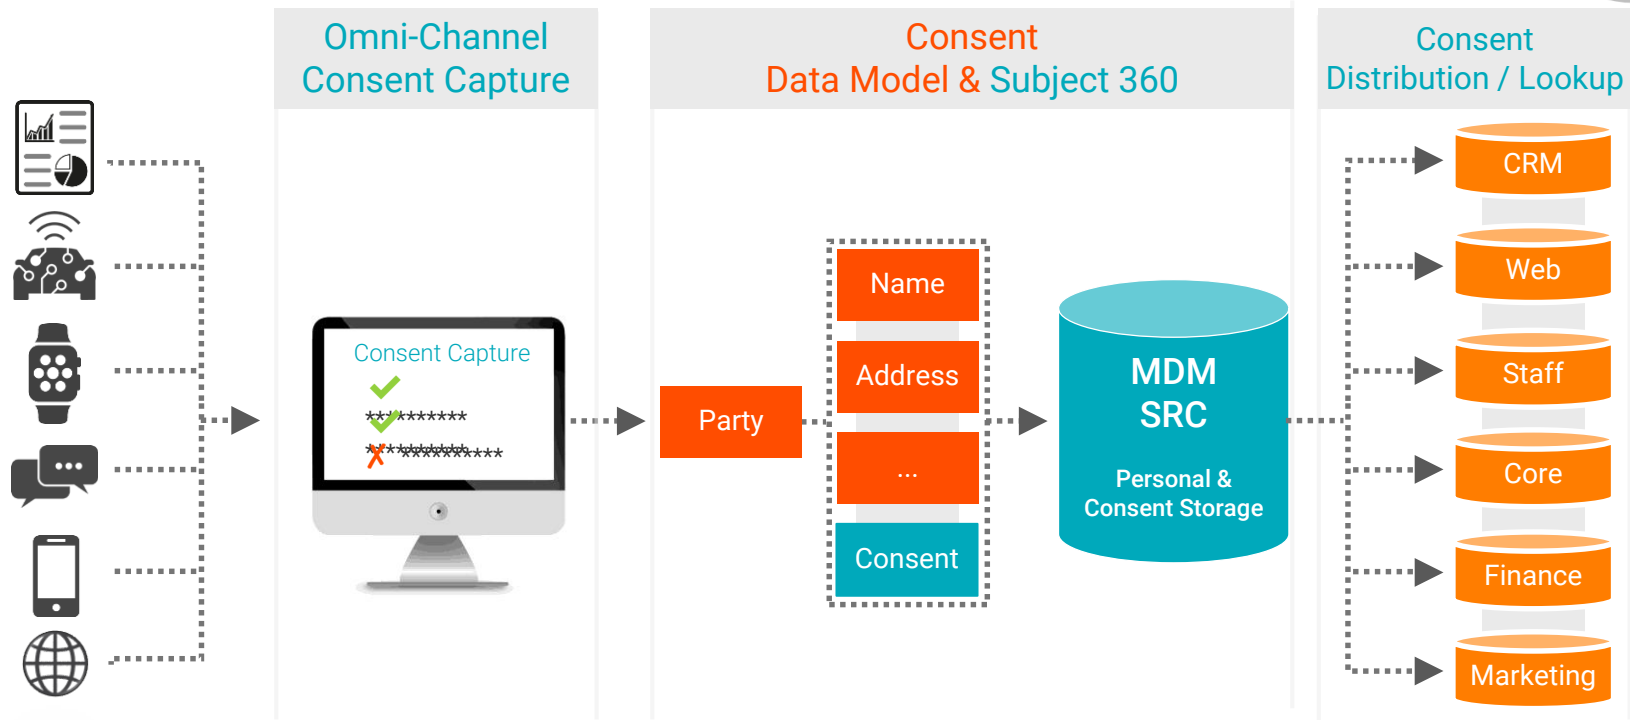 Omni-Channel
Consent Capture
Consent
Data Model & Subject 360
Consent
Distribution / Lookup
Consent Capture
**********
**********
**********
Party
Name
Address
...
Consent
MDM
SRC
Personal &
Consent Storage
CRM
Web
Staff
Core
Finance
Marketing